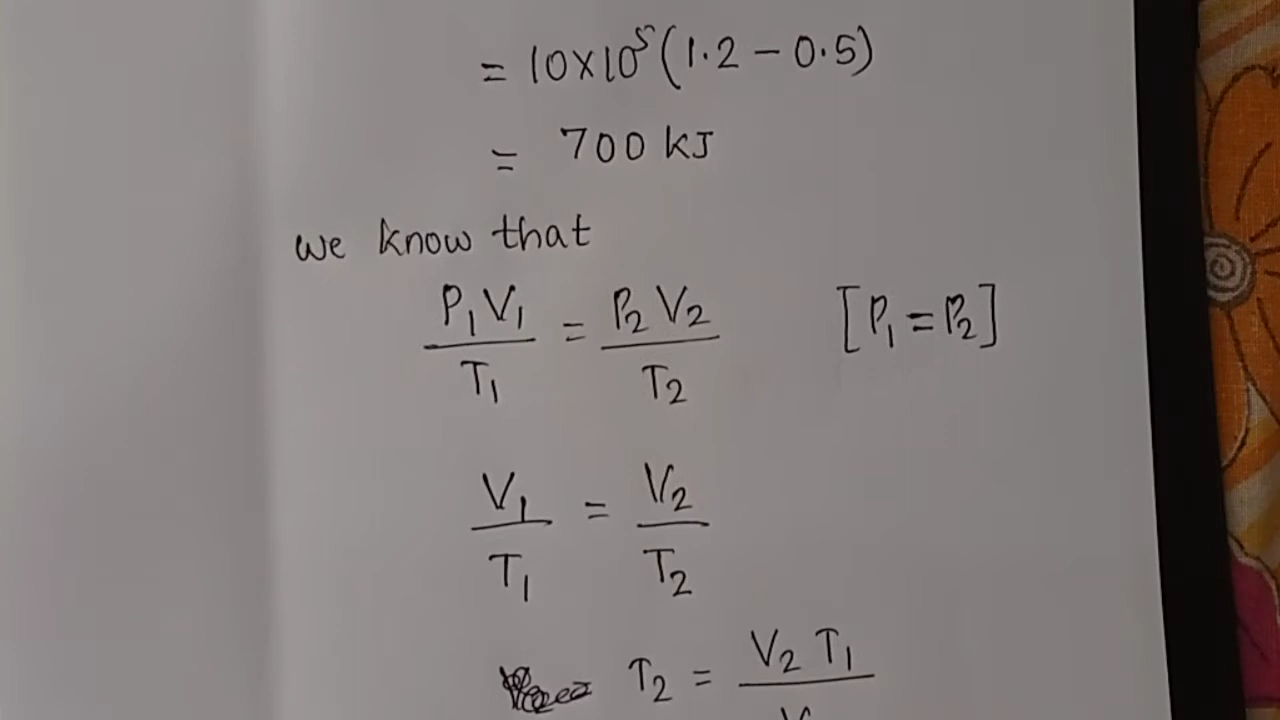 = 10×10⁵(1.2 − 0.5)
= 700 kJ
we know that
P₁V₁/T₁ = P₂V₂/T₂ [P₁ = P₂]
V₁/T₁ = V₂/T₂
T₂ = V₂T₁/